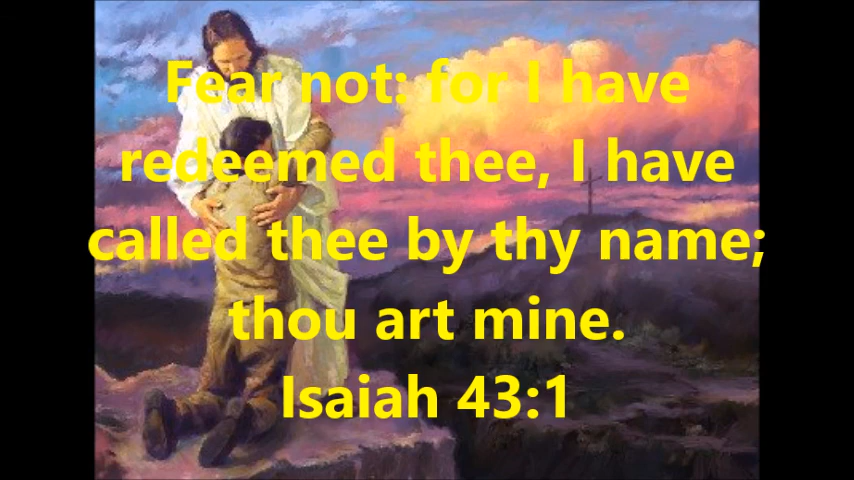 Fear not: for I have
redeemed thee, I have
called thee by thy name;
thou art mine.
Isaiah 43:1